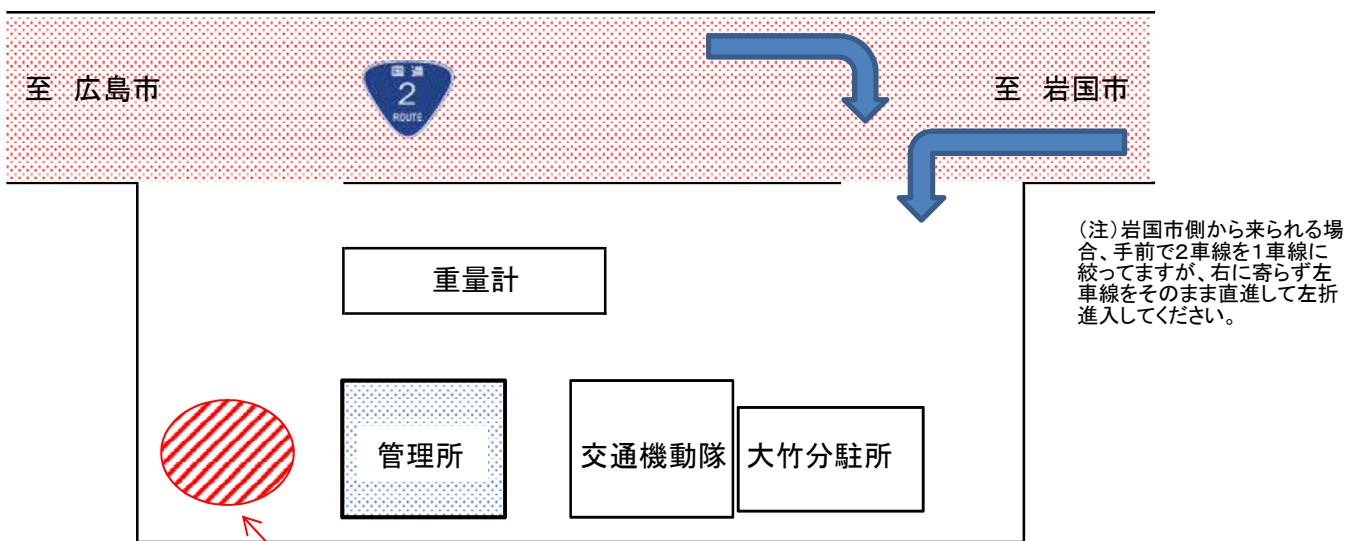 至 広島市
国道
2
ROUTE
至 岩国市
(注)岩国市側から来られる場
合、手前で2車線を1車線に
絞ってますが、右に寄らず左
車線をそのまま直進して左折
進入してください。
重量計
管理所
交通機動隊
大竹分駐所